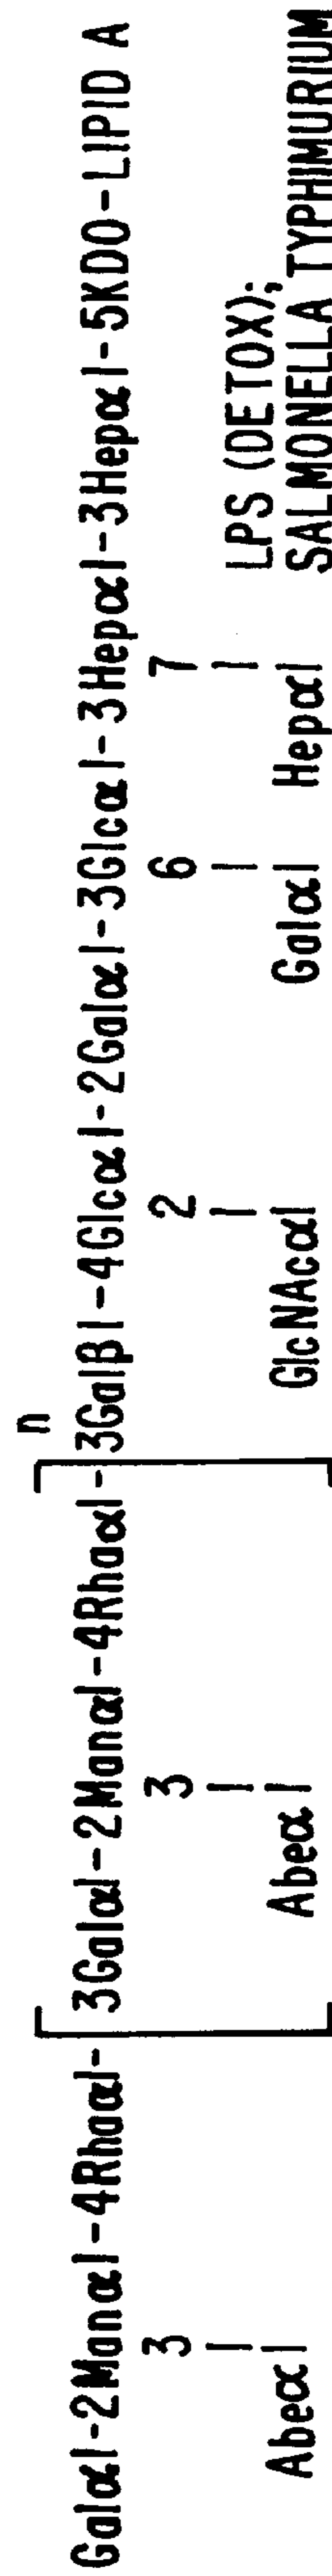 n
Galα1-2Manα1-4Rhaα1-3Galα1-2Manα1-4Rhaα1-3Galβ1-4Glcα1-2Galα1-3Glcα1-3Hepα1-3Hepα1-5KDO-LIPID A
3 3 2 6 7
| | | | |
Abeα1 Abeα1 GlcNAcα1 Galα1 Hepα1
LPS (DETOX);
SALMONELLA TYPHIMURIUM